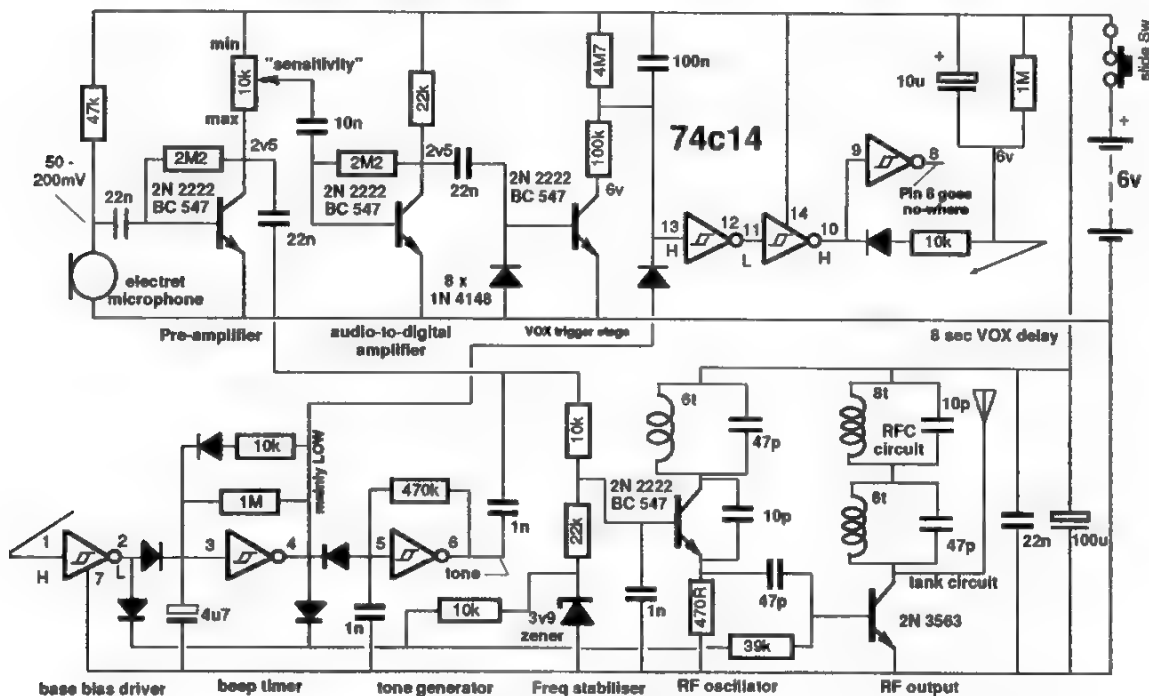 min
"sensitivity"
10k
47k
max
10n
22k
4M7
100n
10u
+
1M
slide Sw
+
6v
2v5
2M2
50 -
200mV
22n
2N 2222
BC 547
22n
2M2
2v5
2N 2222
BC 547
22n
2N 2222
BC 547
100k
6v
74c14
13
H
12
11
L
14
10
H
9
8
Pin 8 goes
no-where
6v
10k
electret
microphone
8 x
1N 4148
Pre-amplifier
audio-to-digital
amplifier
VOX trigger stage
8 sec VOX delay
10k
1M
mainly LOW
470k
1n
10k
22k
6t
47p
2N 2222
BC 547
10p
8t
10p
RFC
circuit
6t
47p
tank circuit
22n
100u
1
H
7
2
L
3
4
5
6
tone
4u7
1n
10k
3v9
zener
1n
470R
47p
39k
2N 3563
base bias driver
beep timer
tone generator
Freq stabiliser
RF oscillator
RF output